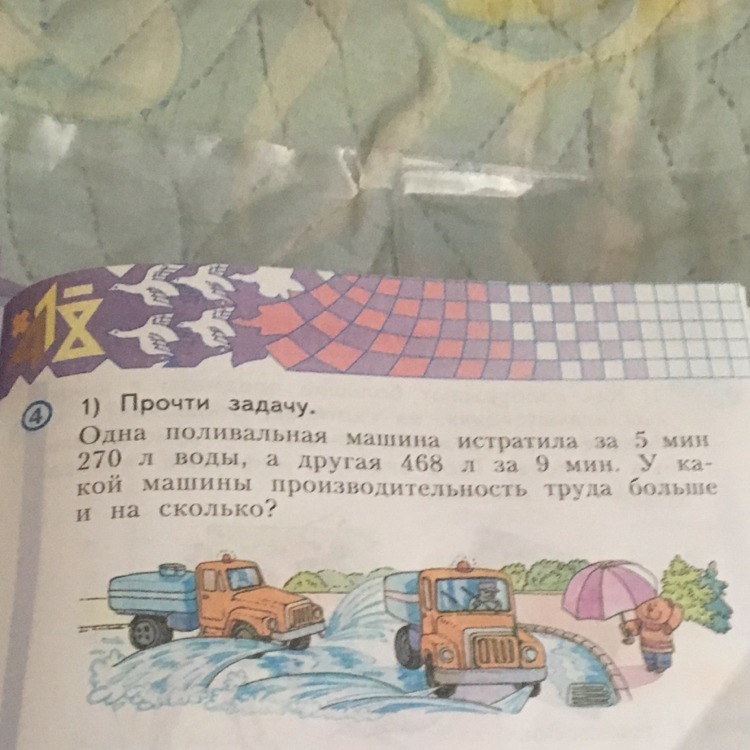 4 1) Прочти задачу.
Одна поливальная машина истратила за 5 мин
270 л воды, а другая 468 л за 9 мин. У ка-
кой машины производительность труда больше
и на сколько?